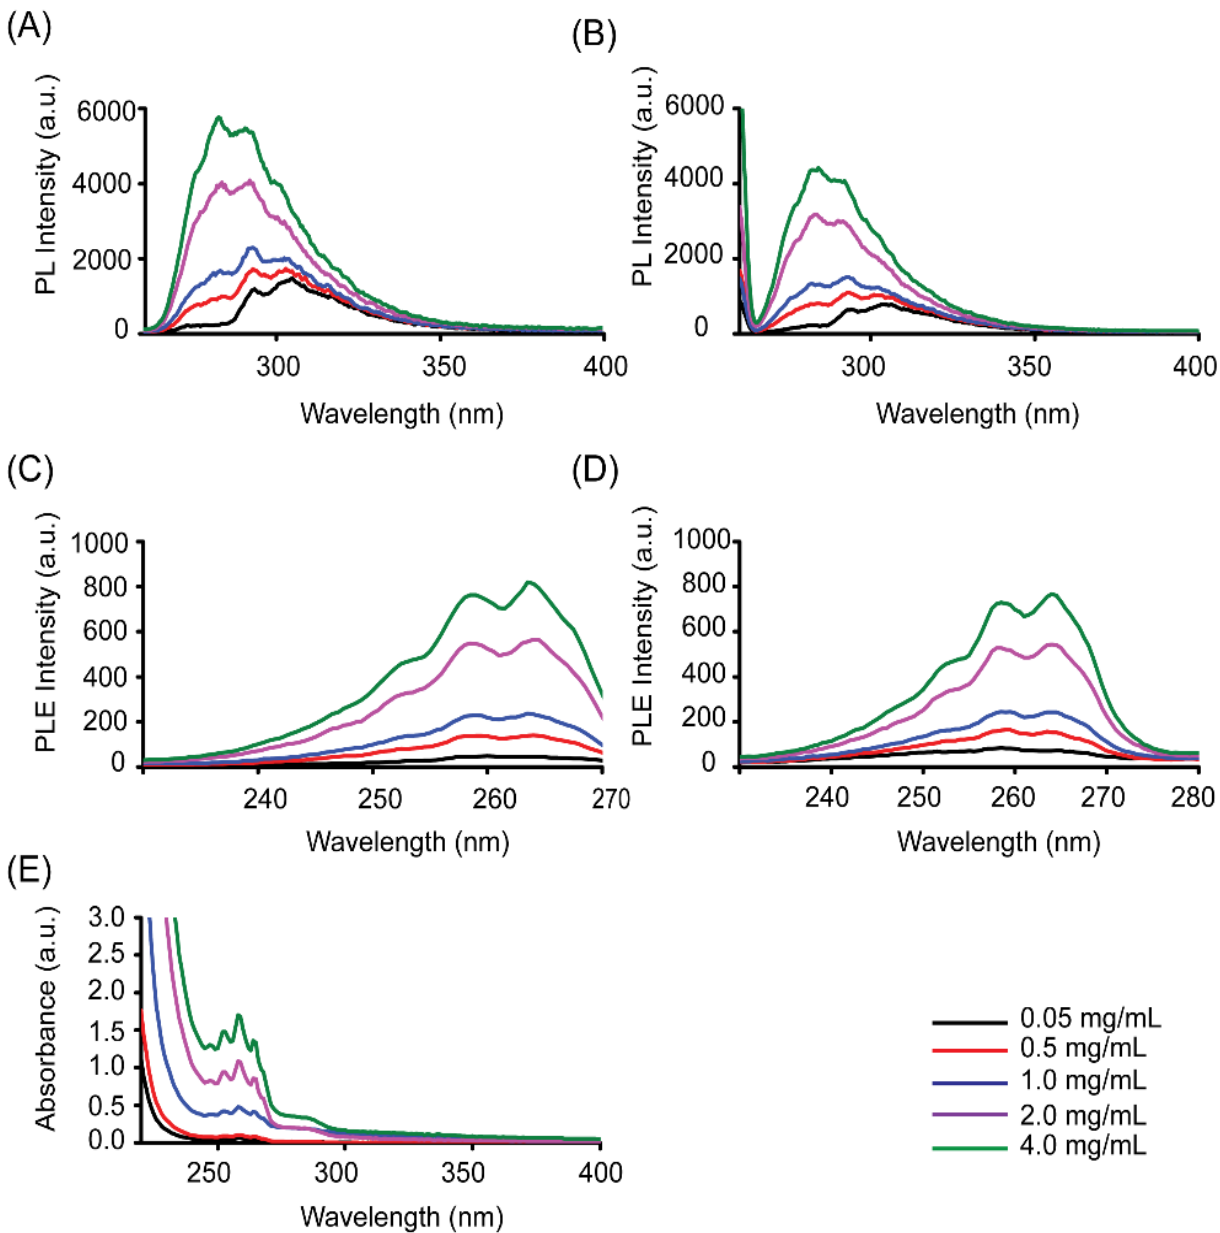 (A)
PL Intensity (a.u.)
6000
4000
2000
0
300
350
400
Wavelength (nm)
(B)
PL Intensity (a.u.)
6000
4000
2000
0
300
350
400
Wavelength (nm)
(C)
PLE Intensity (a.u.)
1000
800
600
400
200
0
240
250
260
270
Wavelength (nm)
(D)
PLE Intensity (a.u.)
1000
800
600
400
200
0
240
250
260
270
280
Wavelength (nm)
(E)
Absorbance (a.u.)
3.0
2.5
2.0
1.5
1.0
0.5
0.0
250
300
350
400
Wavelength (nm)
0.05 mg/mL
0.5 mg/mL
1.0 mg/mL
2.0 mg/mL
4.0 mg/mL